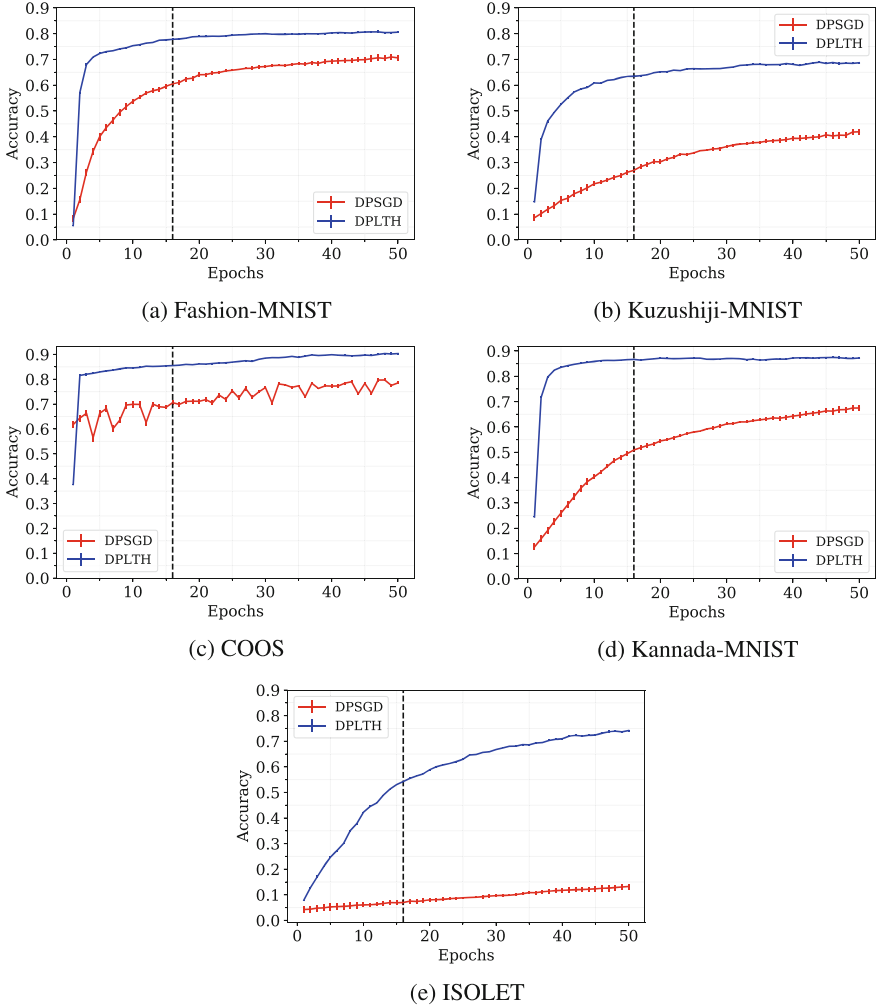 0.9
0.8
0.7
0.6
0.5
0.4
0.3
0.2
0.1
0.0
Accuracy
DPSGD
DPLTH
0 10 20 30 40 50
Epochs
(a) Fashion-MNIST
0.9
0.8
0.7
0.6
0.5
0.4
0.3
0.2
0.1
0.0
Accuracy
DPSGD
DPLTH
0 10 20 30 40 50
Epochs
(b) Kuzushiji-MNIST
0.9
0.8
0.7
0.6
0.5
0.4
0.3
0.2
0.1
0.0
Accuracy
DPSGD
DPLTH
0 10 20 30 40 50
Epochs
(c) COOS
0.9
0.8
0.7
0.6
0.5
0.4
0.3
0.2
0.1
0.0
Accuracy
DPSGD
DPLTH
0 10 20 30 40 50
Epochs
(d) Kannada-MNIST
0.9
0.8
0.7
0.6
0.5
0.4
0.3
0.2
0.1
0.0
Accuracy
DPSGD
DPLTH
0 10 20 30 40 50
Epochs
(e) ISOLET